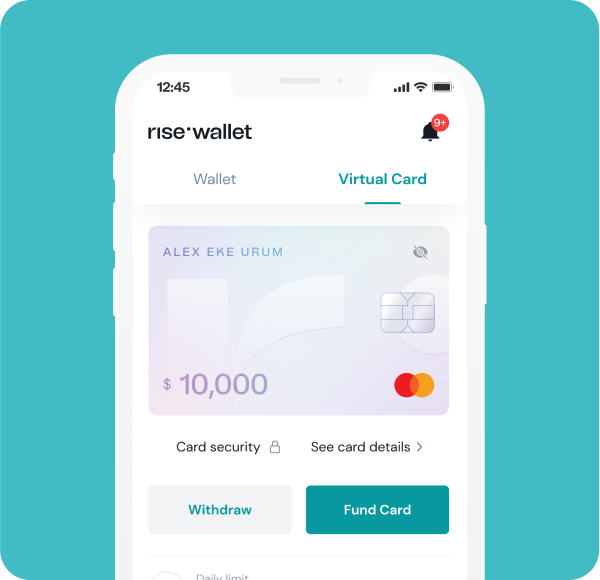 12:45
rıse·wallet
9+
Wallet
Virtual Card
ALEX EKE URUM
$ 10,000
Card security
See card details
Withdraw
Fund Card
Daily limit